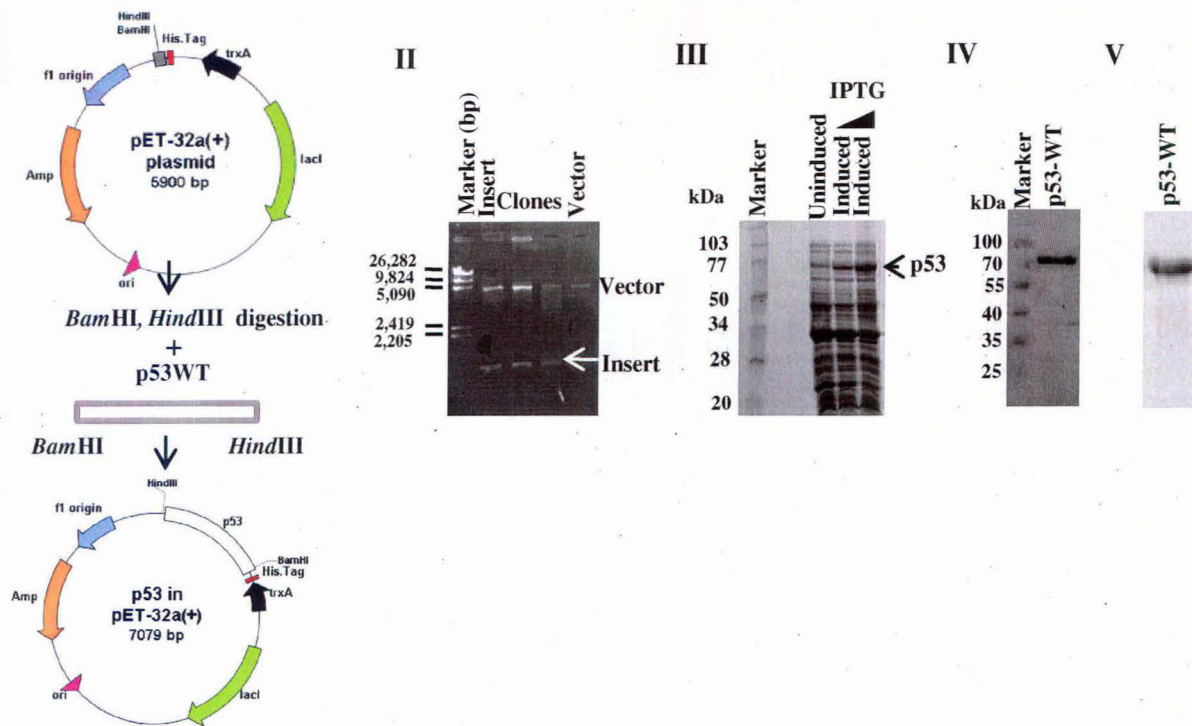 HindIII
BamHI
His.Tag
trxA
f1 origin
pET-32a(+)
plasmid
5900 bp
lacI
Amp
ori
BamHI, HindIII digestion
+
p53WT
BamHI HindIII
HindIII
f1 origin
p53
BamHI
His.Tag
trxA
Amp
p53 in
pET-32a(+)
7079 bp
ori
lacI
II
Marker (bp)
Insert
Clones
Vector
26,282
9,824
5,090
2,419
2,205
Vector
Insert
III
IPTG
kDa
Marker
Uninduced
Induced
Induced
103
77
50
34
28
20
p53
IV
kDa
Marker
p53-WT
100
70
55
40
35
25
V
p53-WT